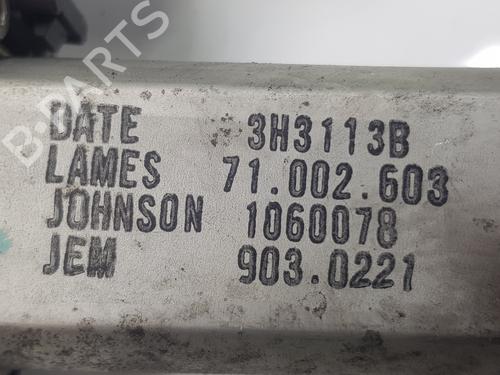 DATE 3H3113B
LAMES 71.002.603
JOHNSON 1060078
JEM 903.0221
B-PARTS